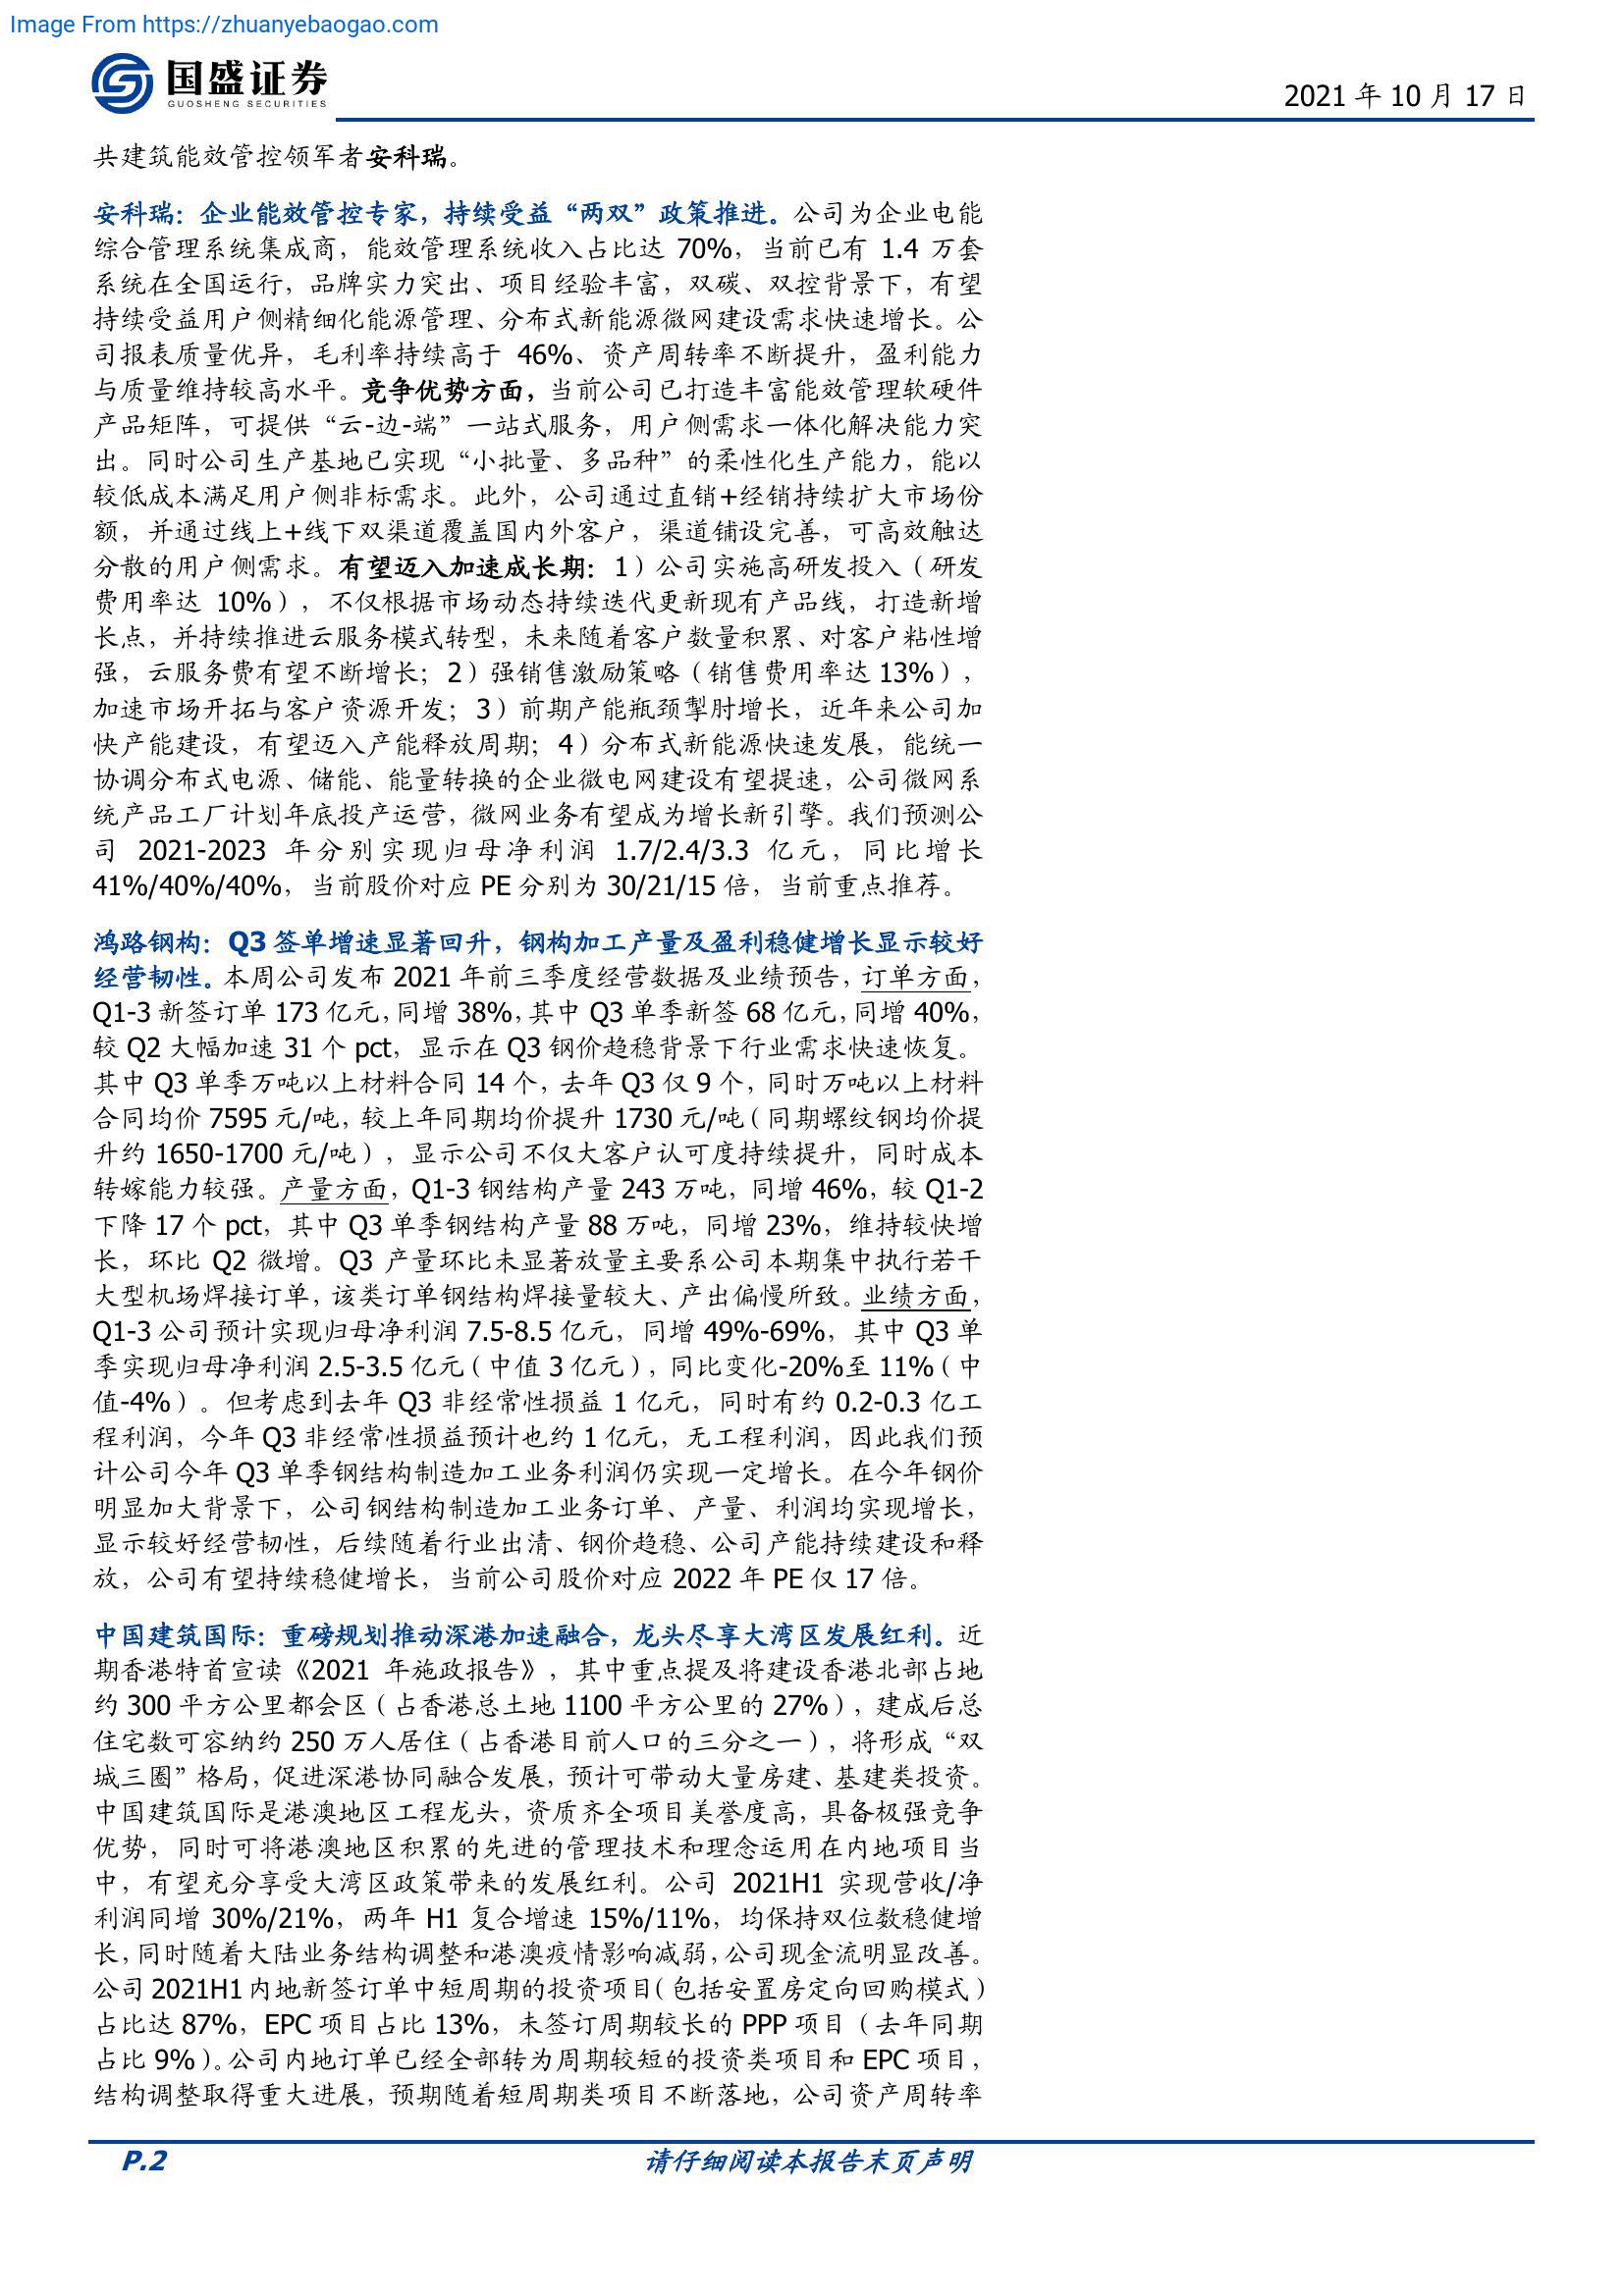 Image From https://zhuanyebaogao.com
国盛证券
GUOSHENG SECURITIES
2021 年 10 月 17 日
共建筑能效管控领军者安科瑞。
安科瑞：企业能效管控专家，持续受益“两双”政策推进。公司为企业电能
综合管理系统集成商，能效管理系统收入占比达 70%，当前已有 1.4 万套
系统在全国运行，品牌实力突出、项目经验丰富，双碳、双控背景下，有望
持续受益用户侧精细化能源管理、分布式新能源微网建设需求快速增长。公
司报表质量优异，毛利率持续高于 46%、资产周转率不断提升，盈利能力
与质量维持较高水平。竞争优势方面，当前公司已打造丰富能效管理软硬件
产品矩阵，可提供“云-边-端”一站式服务，用户侧需求一体化解决能力突
出。同时公司生产基地已实现“小批量、多品种”的柔性化生产能力，能以
较低成本满足用户侧非标需求。此外，公司通过直销+经销持续扩大市场份
额，并通过线上+线下双渠道覆盖国内外客户，渠道铺设完善，可高效触达
分散的用户侧需求。有望迈入加速成长期：1）公司实施高研发投入（研发
费用率达 10%），不仅根据市场动态持续迭代更新现有产品线，打造新增
长点，并持续推进云服务模式转型，未来随着客户数量积累、对客户粘性增
强，云服务费有望不断增长；2）强销售激励策略（销售费用率达 13%），
加速市场开拓与客户资源开发；3）前期产能瓶颈掣肘增长，近年来公司加
快产能建设，有望迈入产能释放周期；4）分布式新能源快速发展，能统一
协调分布式电源、储能、能量转换的企业微电网建设有望提速，公司微网系
统产品工厂计划年底投产运营，微网业务有望成为增长新引擎。我们预测公
司 2021-2023 年分别实现归母净利润 1.7/2.4/3.3 亿元，同比增长
41%/40%/40%，当前股价对应 PE 分别为 30/21/15 倍，当前重点推荐。
鸿路钢构：Q3 签单增速显著回升，钢构加工产量及盈利稳健增长显示较好
经营韧性。本周公司发布 2021 年前三季度经营数据及业绩预告，订单方面，
Q1-3 新签订单 173 亿元，同增 38%，其中 Q3 单季新签 68 亿元，同增 40%，
较 Q2 大幅加速 31 个 pct，显示在 Q3 钢价趋稳背景下行业需求快速恢复。
其中 Q3 单季万吨以上材料合同 14 个，去年 Q3 仅 9 个，同时万吨以上材料
合同均价 7595 元/吨，较上年同期均价提升 1730 元/吨（同期螺纹钢均价提
升约 1650-1700 元/吨），显示公司不仅大客户认可度持续提升，同时成本
转嫁能力较强。产量方面，Q1-3 钢结构产量 243 万吨，同增 46%，较 Q1-2
下降 17 个 pct，其中 Q3 单季钢结构产量 88 万吨，同增 23%，维持较快增
长，环比 Q2 微增。Q3 产量环比未显著放量主要系公司本期集中执行若干
大型机场焊接订单，该类订单钢结构焊接量较大、产出偏慢所致。业绩方面，
Q1-3 公司预计实现归母净利润 7.5-8.5 亿元，同增 49%-69%，其中 Q3 单
季实现归母净利润 2.5-3.5 亿元（中值 3 亿元），同比变化-20%至 11%（中
值-4%）。但考虑到去年 Q3 非经常性损益 1 亿元，同时有约 0.2-0.3 亿工
程利润，今年 Q3 非经常性损益预计也约 1 亿元，无工程利润，因此我们预
计公司今年 Q3 单季钢结构制造加工业务利润仍实现一定增长。在今年钢价
明显加大背景下，公司钢结构制造加工业务订单、产量、利润均实现增长，
显示较好经营韧性，后续随着行业出清、钢价趋稳、公司产能持续建设和释
放，公司有望持续稳健增长，当前公司股价对应 2022 年 PE 仅 17 倍。
中国建筑国际：重磅规划推动深港加速融合，龙头尽享大湾区发展红利。近
期香港特首宣读《2021 年施政报告》，其中重点提及将建设香港北部占地
约 300 平方公里都会区（占香港总土地 1100 平方公里的 27%），建成后总
住宅数可容纳约 250 万人居住（占香港目前人口的三分之一），将形成“双
城三圈”格局，促进深港协同融合发展，预计可带动大量房建、基建类投资。
中国建筑国际是港澳地区工程龙头，资质齐全项目美誉度高，具备极强竞争
优势，同时可将港澳地区积累的先进的管理技术和理念运用在内地项目当
中，有望充分享受大湾区政策带来的发展红利。公司 2021H1 实现营收/净
利润同增 30%/21%，两年 H1 复合增速 15%/11%，均保持双位数稳健增
长，同时随着大陆业务结构调整和港澳疫情影响减弱，公司现金流明显改善。
公司 2021H1 内地新签订单中短周期的投资项目（包括安置房定向回购模式）
占比达 87%，EPC 项目占比 13%，未签订周期较长的 PPP 项目（去年同期
占比 9%）。公司内地订单已经全部转为周期较短的投资类项目和 EPC 项目，
结构调整取得重大进展，预期随着短周期类项目不断落地，公司资产周转率
P.2
请仔细阅读本报告末页声明